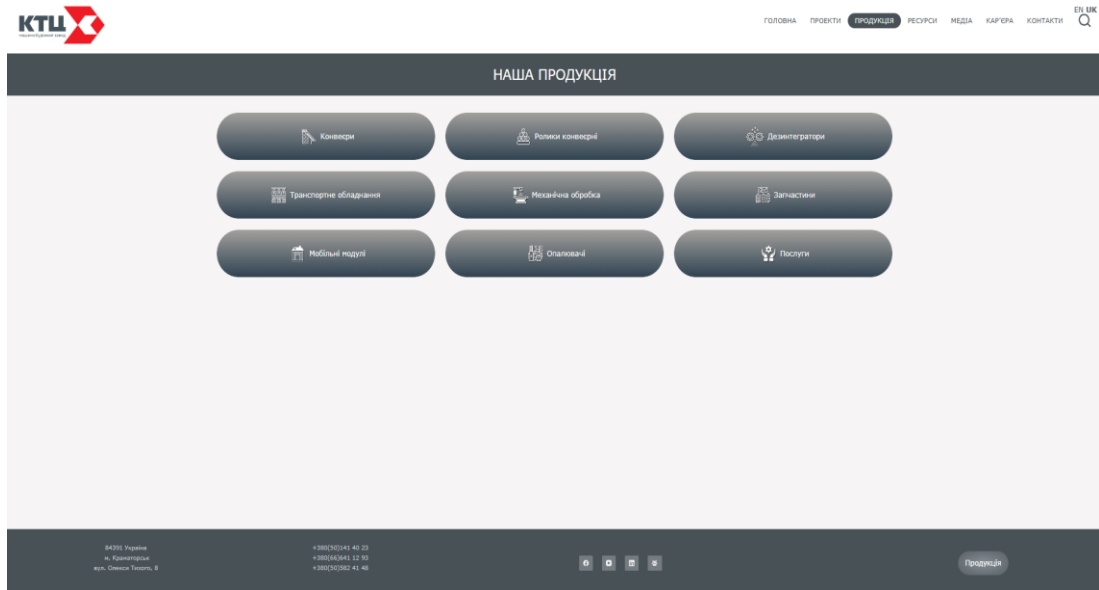 КТЦ
EN UK
ГОЛОВНА ПРОЕКТИ ПРОДУКЦІЯ РЕСУРСИ МЕДІА КАР'ЄРА КОНТАКТИ
НАША ПРОДУКЦІЯ
Конвеєри
Ролики конвеєрні
Дезинтегратори
Транспортне обладнання
Механічна обробка
Запчастини
Мобільні модулі
Опалювачі
Послуги
84391 Україна
м. Краматорськ
вул. Олекси Тихого, 8
+380(50)141 40 23
+380(66)641 12 93
+380(50)582 41 48
Продукція